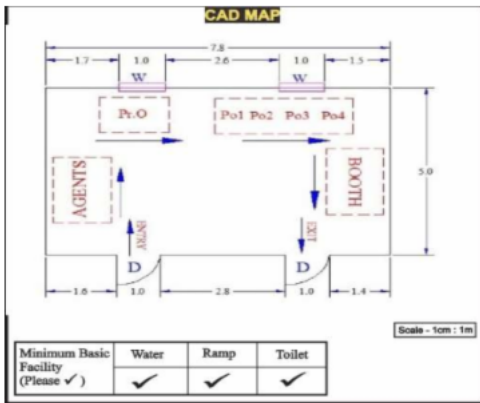 CAD MAP
7.8
1.7 1.0 2.6 1.0 1.5
W W
Pr.O Po1 Po2 Po3 Po4
5.0
AGENTS BOOTH
ENTRY EXIT
D D
1.6 1.0 2.8 1.0 1.4
Scale - 1cm : 1m
Minimum Basic Facility (Please ✓) Water Ramp Toilet
✓ ✓ ✓